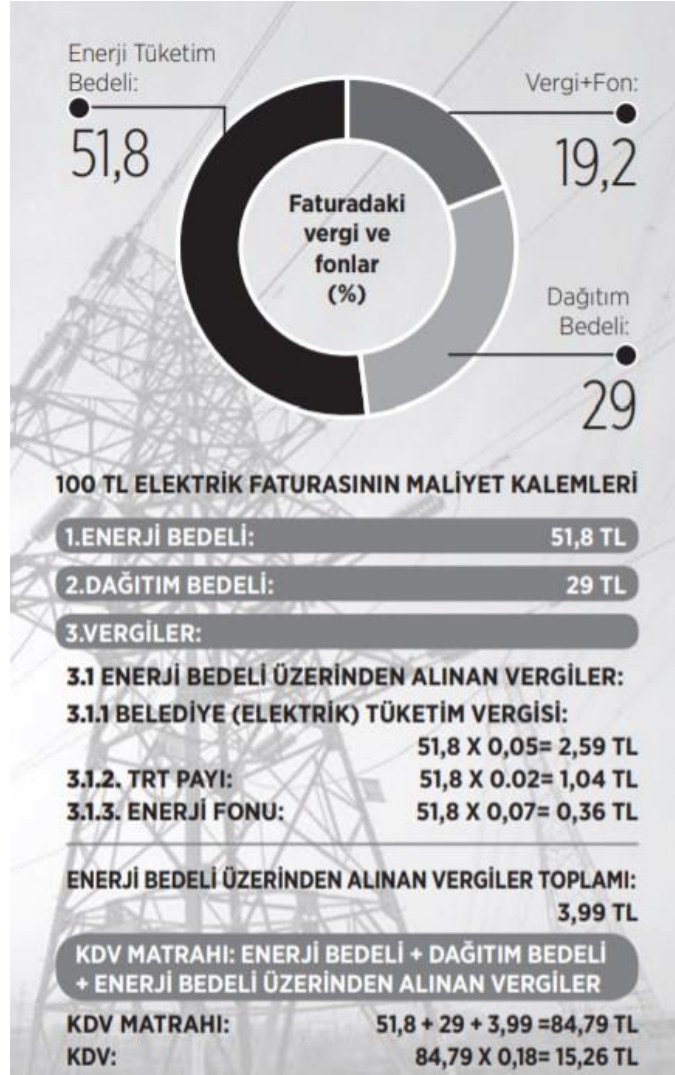 Enerji Tüketim
Bedeli:
51,8
Vergi+Fon:
19,2
Faturadaki
vergi ve
fonlar
(%)
Dağıtım
Bedeli:
29
100 TL ELEKTRİK FATURASININ MALİYET KALEMLERİ
1.ENERJİ BEDELİ: 51,8 TL
2.DAĞITIM BEDELİ: 29 TL
3.VERGİLER:
3.1 ENERJİ BEDELİ ÜZERİNDEN ALINAN VERGİLER:
3.1.1 BELEDİYE (ELEKTRİK) TÜKETİM VERGİSİ:
51,8 X 0,05= 2,59 TL
3.1.2. TRT PAYI: 51,8 X 0.02= 1,04 TL
3.1.3. ENERJİ FONU: 51,8 X 0,07= 0,36 TL
ENERJİ BEDELİ ÜZERİNDEN ALINAN VERGİLER TOPLAMI:
3,99 TL
KDV MATRAHI: ENERJİ BEDELİ + DAĞITIM BEDELİ
+ ENERJİ BEDELİ ÜZERİNDEN ALINAN VERGİLER
KDV MATRAHI: 51,8 + 29 + 3,99 =84,79 TL
KDV: 84,79 X 0,18= 15,26 TL